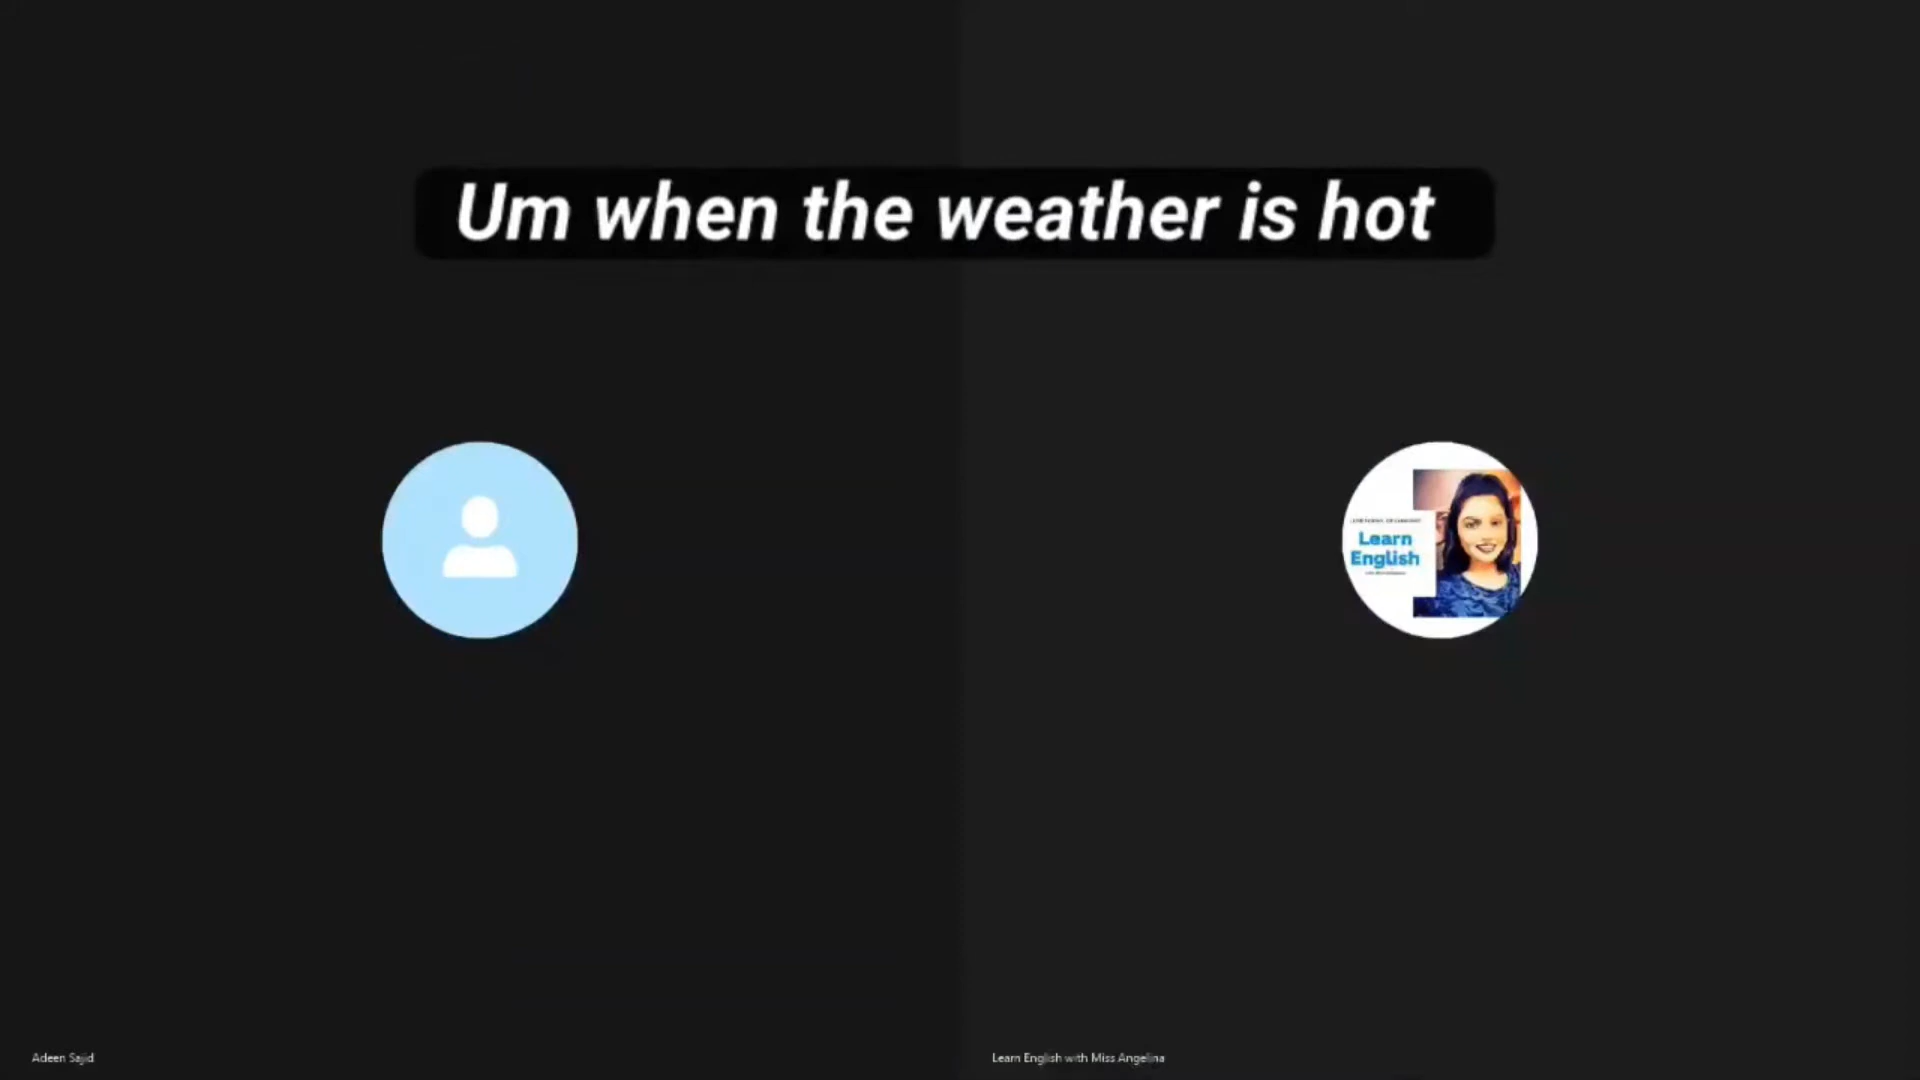 Um when the weather is hot
Learn
English
Adeen Sajid
Learn English with Miss Angelina